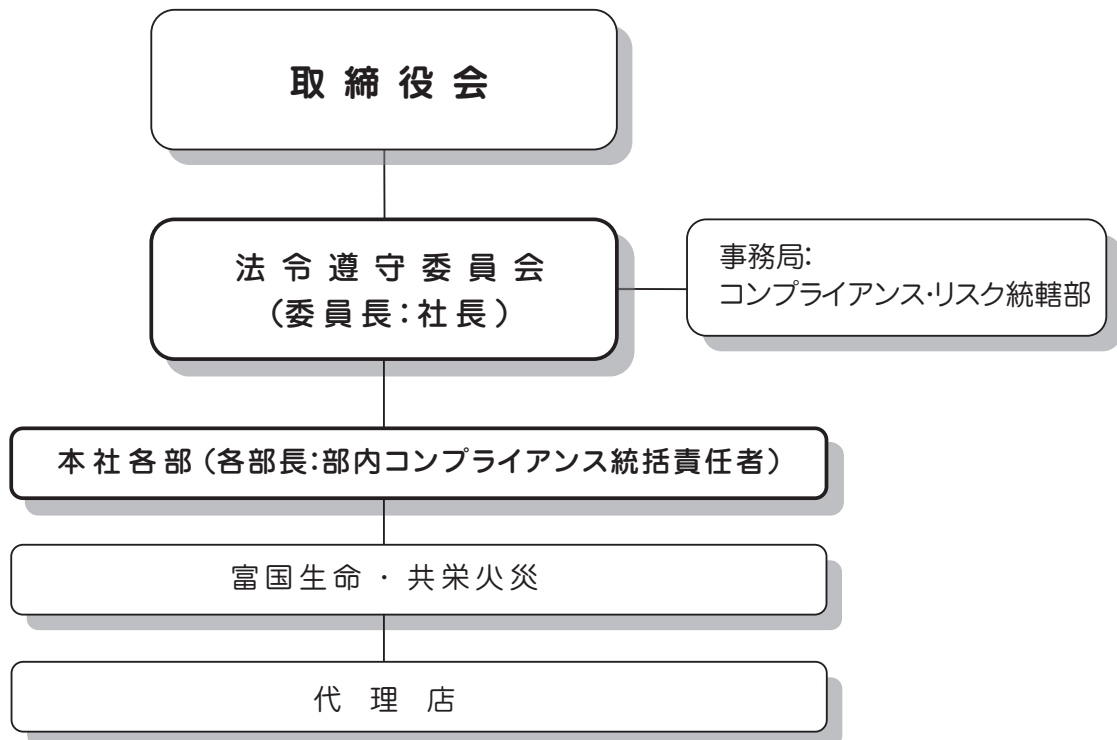 取締役会
法令遵守委員会
(委員長:社長)
事務局:
コンプライアンス・リスク統轄部
本社各部(各部長:部内コンプライアンス統括責任者)
富国生命・共栄火災
代理店